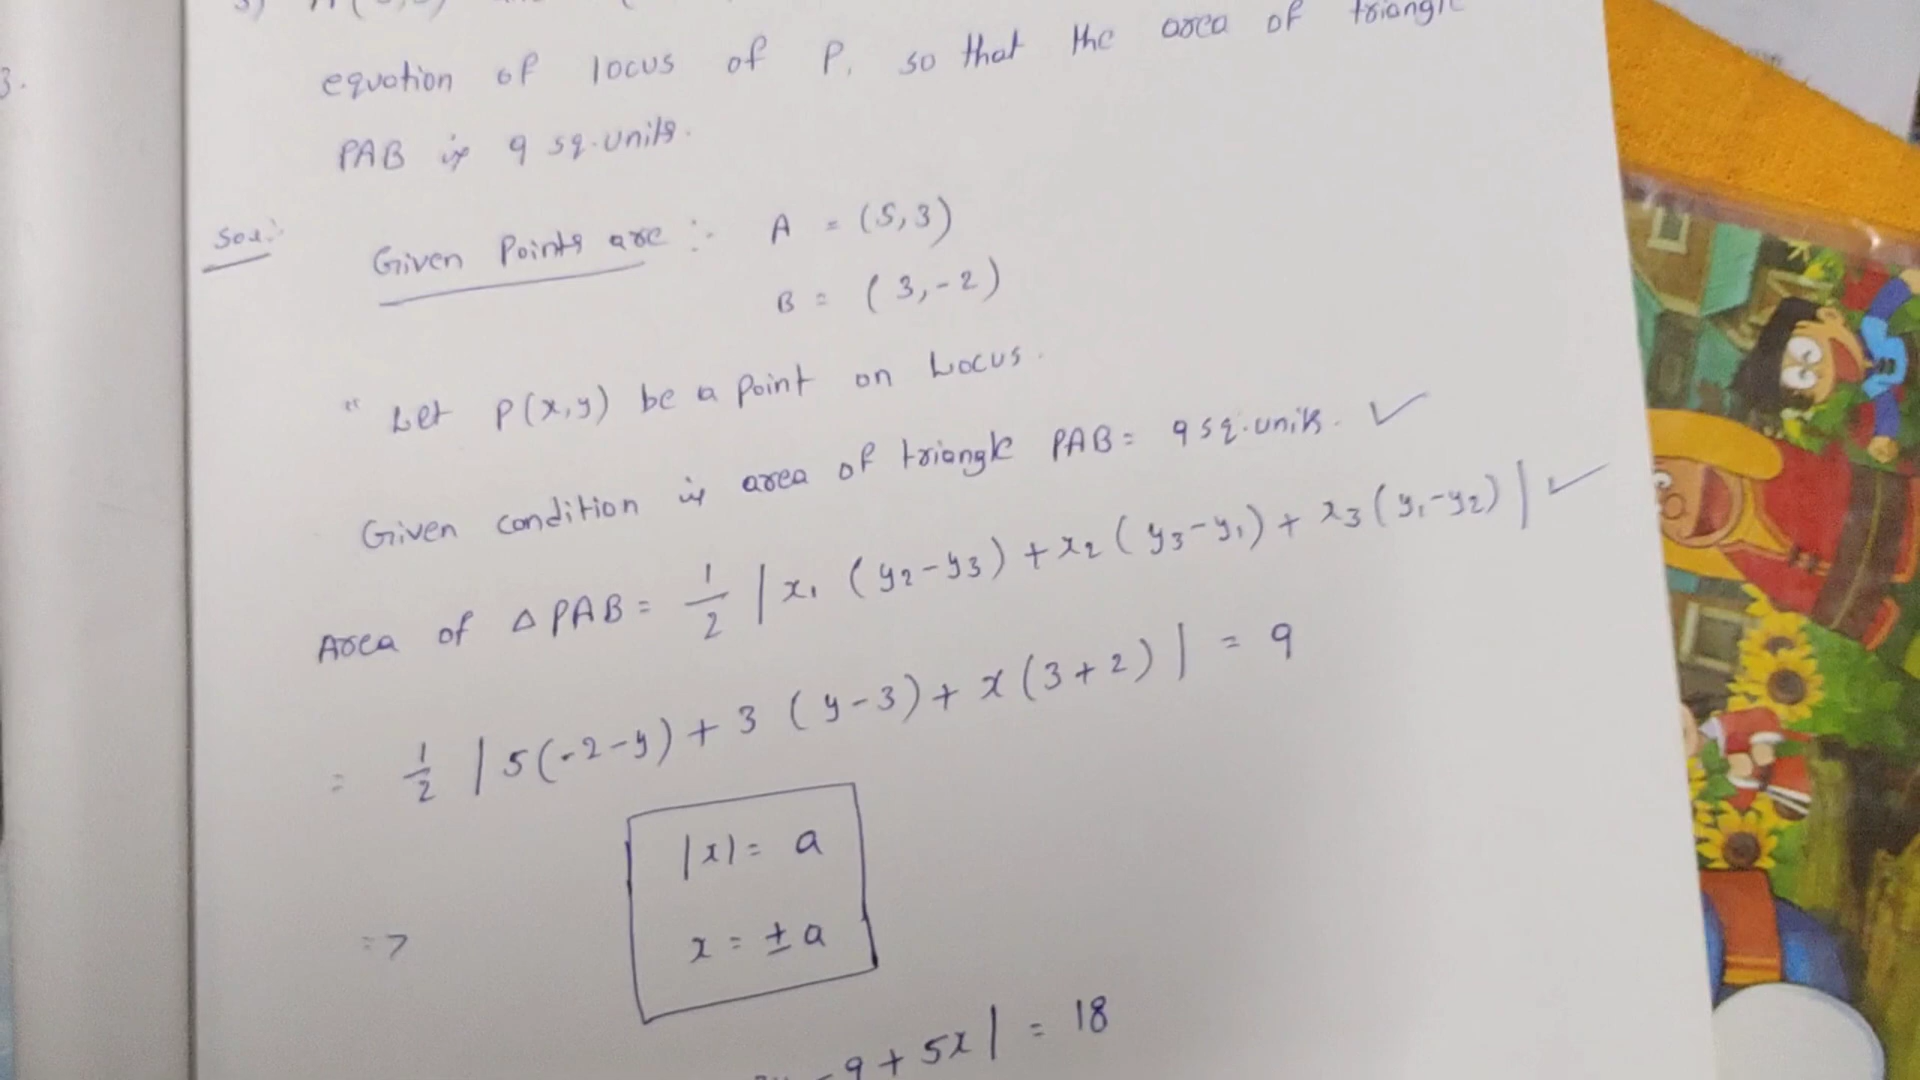 equation of locus of P, so that the area of triangle
PAB is 9 sq.units.
Sol:-
Given Points are :- A = (5,3)
B = (3,-2)
" Let P(x,y) be a point on Locus.
Given condition is area of triangle PAB = 9 sq.units. ✓
Area of △PAB = 1/2 |x₁ (y₂-y₃) + x₂ (y₃-y₁) + x₃ (y₁-y₂)| ✓
= 1/2 |5(-2-y) + 3 (y-3) + x (3+2)| = 9
|x| = a
=> x = ± a
- 9 + 5x| = 18
3.